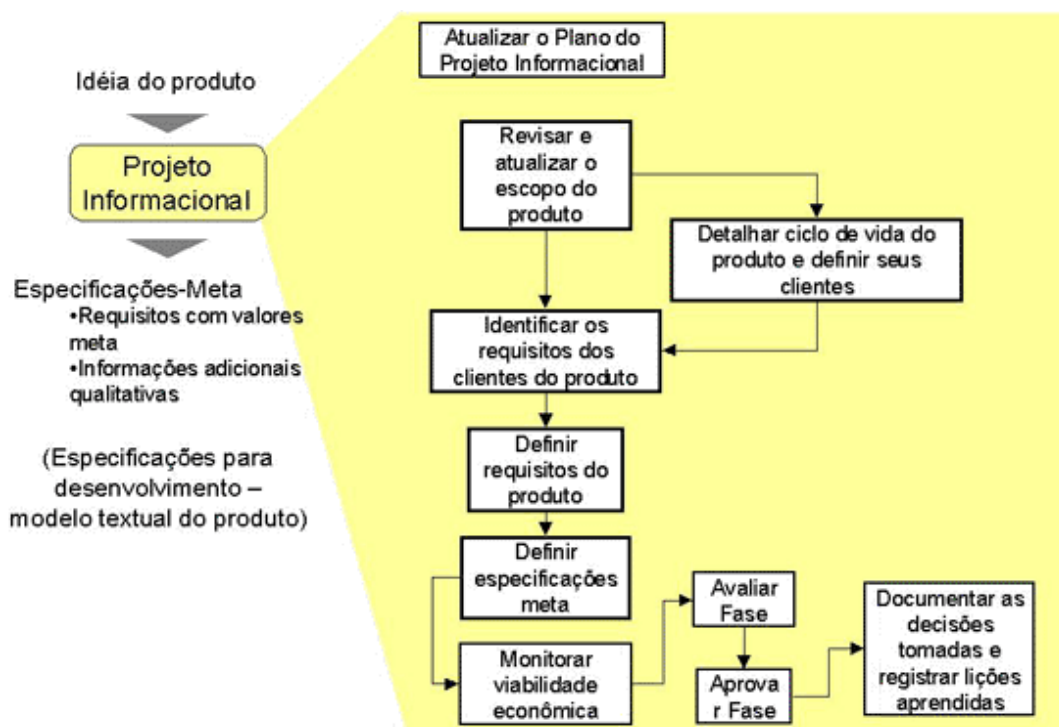 Idéia do produto
Projeto
Informacional
Especificações-Meta
•Requisitos com valores
meta
•Informações adicionais
qualitativas
(Especificações para
desenvolvimento –
modelo textual do produto)
Atualizar o Plano do
Projeto Informacional
Revisar e
atualizar o
escopo do
produto
Detalhar ciclo de vida do
produto e definir seus
clientes
Identificar os
requisitos dos
clientes do produto
Definir
requisitos do
produto
Definir
especificações
meta
Monitorar
viabilidade
econômica
Avaliar
Fase
Aprova
r Fase
Documentar as
decisões
tomadas e
registrar lições
aprendidas